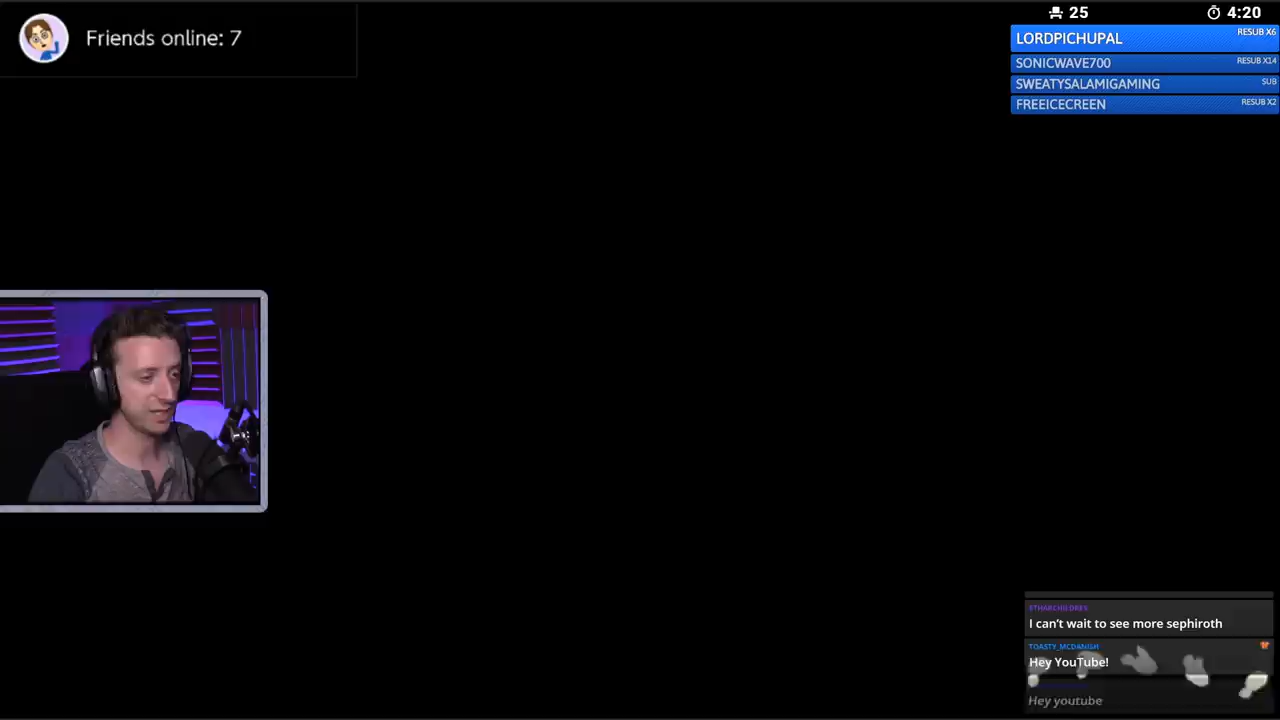 Friends online: 7
25
4:20
LORDPICHUPAL
RESUB X6
SONICWAVE700
RESUB X14
SWEATYSALAMIGAMING
SUB
FREEICECREEN
RESUB X2
I can't wait to see more sephiroth
TOASTY_MCDANISH
Hey YouTube!
Hey youtube